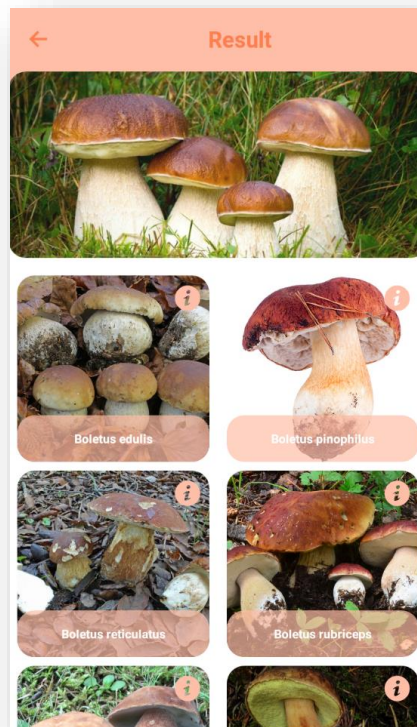 Result
Boletus edulis
Boletus pinophilus
Boletus reticulatus
Boletus rubriceps